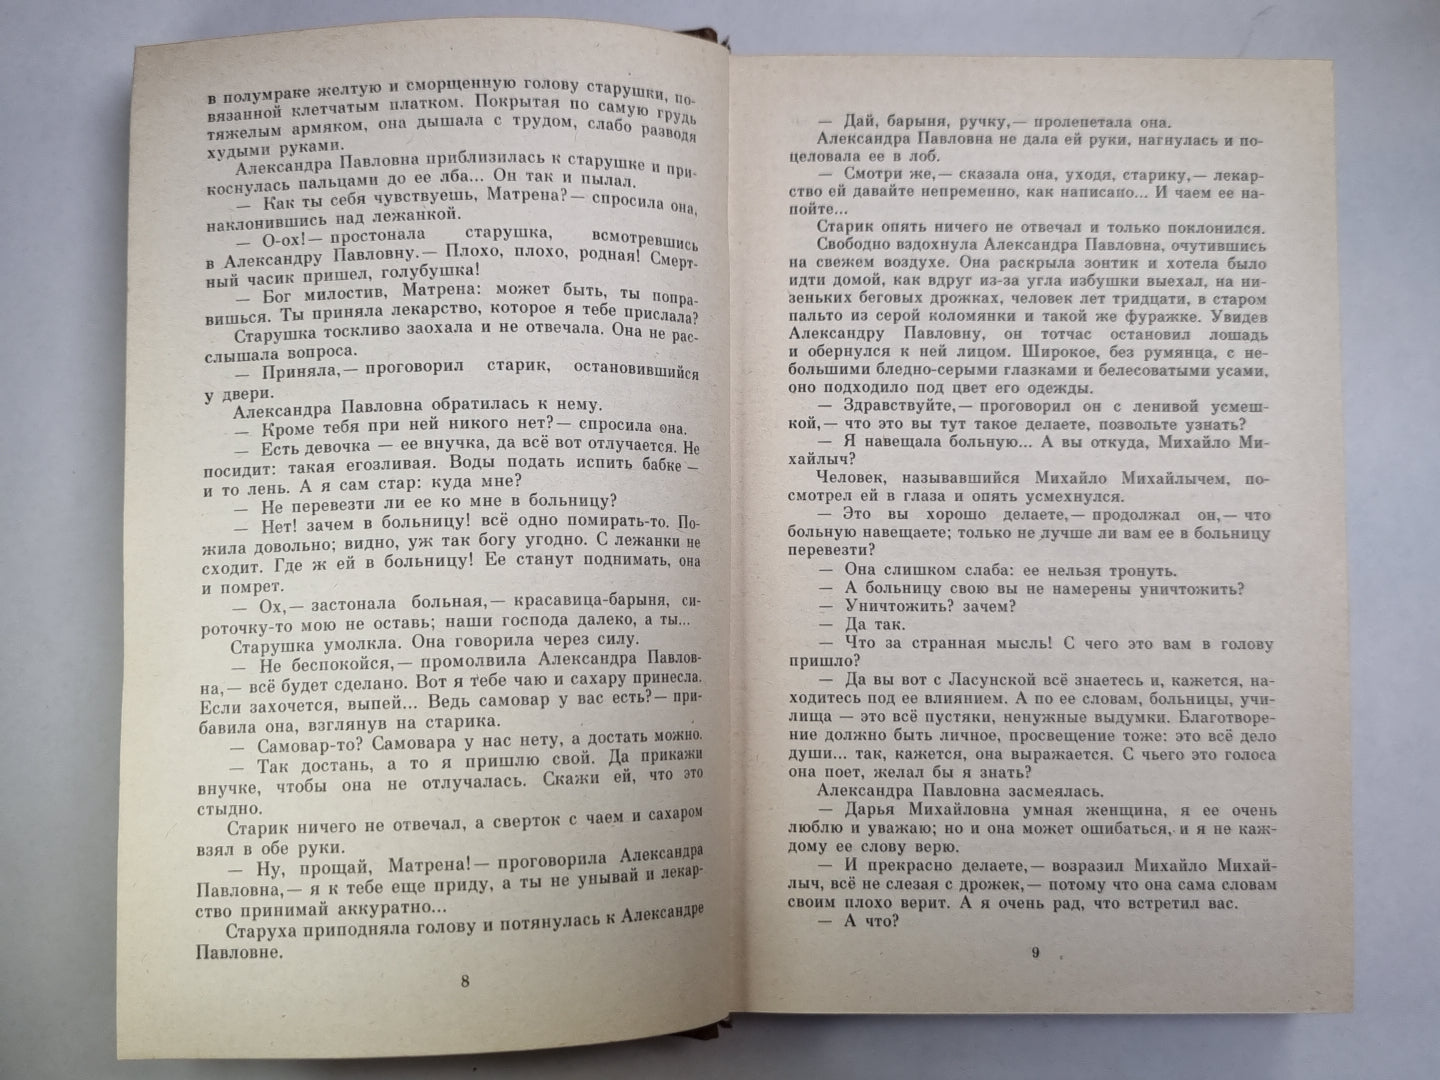 в полумраке желтую и сморщенную голову старушки, по-
вязанной клетчатым платком. Покрытая по самую грудь
тяжелым армяком, она дышала с трудом, слабо разводя
худыми руками.
Александра Павловна приблизилась к старушке и при-
коснулась пальцами до ее лба... Он так и пылал.
— Как ты себя чувствуешь, Матрена? — спросила она,
наклонившись над лежанкой.
— О-ох! — простонала старушка, всмотревшись
в Александру Павловну. — Плохо, плохо, родная! Смерт-
ный часик пришел, голубушка!
— Бог милостив, Матрена: может быть, ты попра-
вишься. Ты приняла лекарство, которое я тебе прислала?
Старушка тоскливо заохала и не отвечала. Она не рас-
слышала вопроса.
— Приняла, — проговорил старик, остановившийся
у двери.
Александра Павловна обратилась к нему.
— Кроме тебя при ней никого нет? — спросила она.
— Есть девочка — ее внучка, да всё вот отлучается. Не
посидит: такая егозливая. Воды подать испить бабке —
и то лень. А я сам стар: куда мне?
— Не перевезти ли ее ко мне в больницу?
— Нет! зачем в больницу! всё одно помирать-то. По-
жила довольно; видно, уж так богу угодно. С лежанки не
сходит. Где ж ей в больницу! Ее станут поднимать, она
и помрет.
— Ох, — застонала больная, — красавица-барыня, си-
роточку-то мою не оставь; наши господа далеко, а ты...
Старушка умолкла. Она говорила через силу.
— Не беспокойся, — промолвила Александра Павлов-
на, — всё будет сделано. Вот я тебе чаю и сахару принесла.
Если захочется, выпей... Ведь самовар у вас есть? — при-
бавила она, взглянув на старика.
— Самовар-то? Самовара у нас нету, а достать можно.
— Так достань, а то я пришлю свой. Да прикажи
внучке, чтобы она не отлучалась. Скажи ей, что это
стыдно.
Старик ничего не отвечал, а сверток с чаем и сахаром
взял в обе руки.
— Ну, прощай, Матрена! — проговорила Александра
Павловна, — я к тебе еще приду, а ты не унывай и лекар-
ство принимай аккуратно...
Старуха приподняла голову и потянулась к Александре
Павловне.
8
— Дай, барыня, ручку, — пролепетала она.
Александра Павловна не дала ей руки, нагнулась и по-
целовала ее в лоб.
— Смотри же, — сказала она, уходя, старику, — лекар-
ство ей давайте непременно, как написано... И чаем ее на-
пойте...
Старик опять ничего не отвечал и только поклонился.
Свободно вздохнула Александра Павловна, очутившись
на свежем воздухе. Она раскрыла зонтик и хотела было
идти домой, как вдруг из-за угла избушки выехал, на ни-
зеньких беговых дрожках, человек лет тридцати, в старом
пальто из серой коломянки и такой же фуражке. Увидев
Александру Павловну, он тотчас остановил лошадь
и обернулся к ней лицом. Широкое, без румянца, с не-
большими бледно-серыми глазками и белесоватыми усами,
оно подходило под цвет его одежды.
— Здравствуйте, — проговорил он с ленивой усмеш-
кой, — что это вы тут такое делаете, позвольте узнать?
— Я навещала больную... А вы откуда, Михайло Ми-
хайлыч?
Человек, называвшийся Михайло Михайлычем, по-
смотрел ей в глаза и опять усмехнулся.
— Это вы хорошо делаете, — продолжал он, — что
больную навещаете; только не лучше ли вам ее в больницу
перевезти?
— Она слишком слаба: ее нельзя тронуть.
— А больницу свою вы не намерены уничтожить?
— Уничтожить? зачем?
— Да так.
— Что за странная мысль! С чего это вам в голову
пришло?
— Да вы вот с Ласунской всё знаетесь и, кажется, на-
ходитесь под ее влиянием. А по ее словам, больницы, учи-
лища — это всё пустяки, ненужные выдумки. Благотворе-
ние должно быть личное, просвещение тоже: это всё дело
души... так, кажется, она выражается. С чьего это голоса
она поет, желал бы я знать?
Александра Павловна засмеялась.
— Дарья Михайловна умная женщина, я ее очень
люблю и уважаю; но и она может ошибаться, и я не каж-
дому ее слову верю.
— И прекрасно делаете, — возразил Михайло Михай-
лыч, всё не слезая с дрожек, — потому что она сама словам
своим плохо верит. А я очень рад, что встретил вас.
— А что?
9